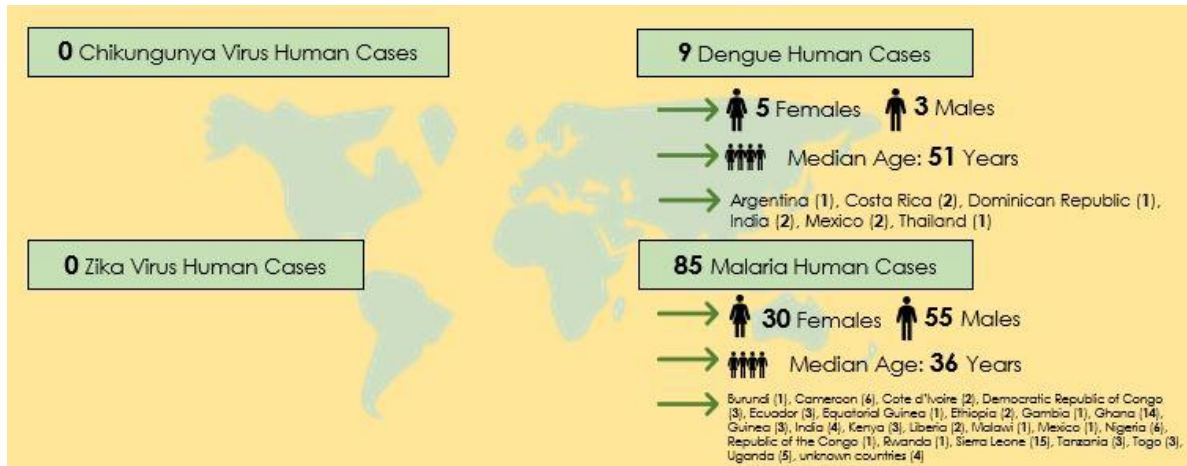 0 Chikungunya Virus Human Cases
9 Dengue Human Cases
5 Females 3 Males
Median Age: 51 Years
Argentina (1), Costa Rica (2), Dominican Republic (1),
India (2), Mexico (2), Thailand (1)
0 Zika Virus Human Cases
85 Malaria Human Cases
30 Females 55 Males
Median Age: 36 Years
Burundi (1), Cameroon (6), Cote d'Ivoire (2), Democratic Republic of Congo
(3), Ecuador (3), Equatorial Guinea (1), Ethiopia (2), Gambia (1), Ghana (14),
Guinea (3), India (4), Kenya (3), Liberia (2), Malawi (1), Mexico (1), Nigeria (6),
Republic of the Congo (1), Rwanda (1), Sierra Leone (15), Tanzania (3), Togo (3),
Uganda (5), unknown countries (4)